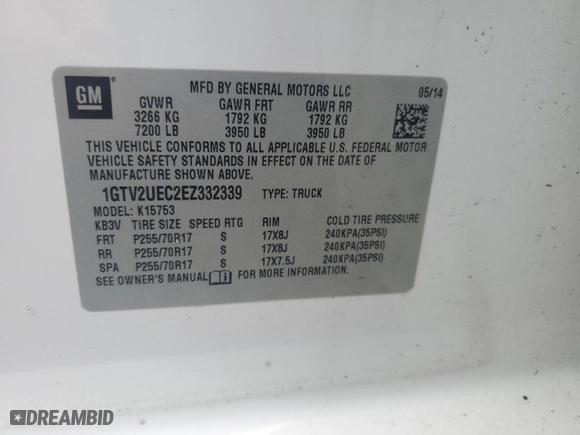 GM
MFD BY GENERAL MOTORS LLC 05/14
GVWR GAWR FRT GAWR RR
3266 KG 1792 KG 1792 KG
7200 LB 3950 LB 3950 LB
THIS VEHICLE CONFORMS TO ALL APPLICABLE U.S. FEDERAL MOTOR
VEHICLE SAFETY STANDARDS IN EFFECT ON THE DATE OF
MANUFACTURE SHOWN ABOVE.
1GTV2UEC2EZ332339 TYPE: TRUCK
MODEL: K15753
KB3V TIRE SIZE SPEED RTG RIM COLD TIRE PRESSURE
FRT P255/70R17 S 17X8J 240KPA(35PSI)
RR P255/70R17 S 17X8J 240KPA(35PSI)
SPA P255/70R17 S 17X7.5J 240KPA(35PSI)
SEE OWNER'S MANUAL FOR MORE INFORMATION.
DREAMBID